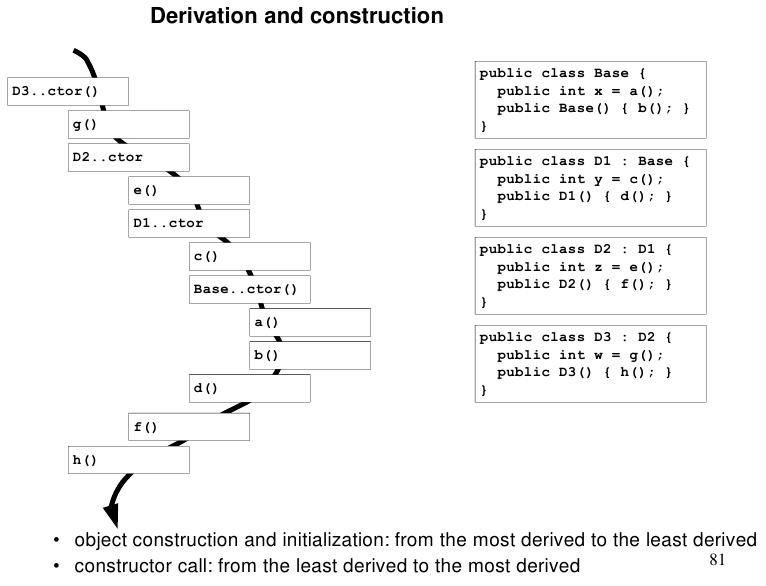 Derivation and construction
D3..ctor()
g()
D2..ctor
e()
D1..ctor
c()
Base..ctor()
a()
b()
d()
f()
h()
public class Base {
public int x = a();
public Base() { b(); }
}
public class D1 : Base {
public int y = c();
public D1() { d(); }
}
public class D2 : D1 {
public int z = e();
public D2() { f(); }
}
public class D3 : D2 {
public int w = g();
public D3() { h(); }
}
• object construction and initialization: from the most derived to the least derived
• constructor call: from the least derived to the most derived
81